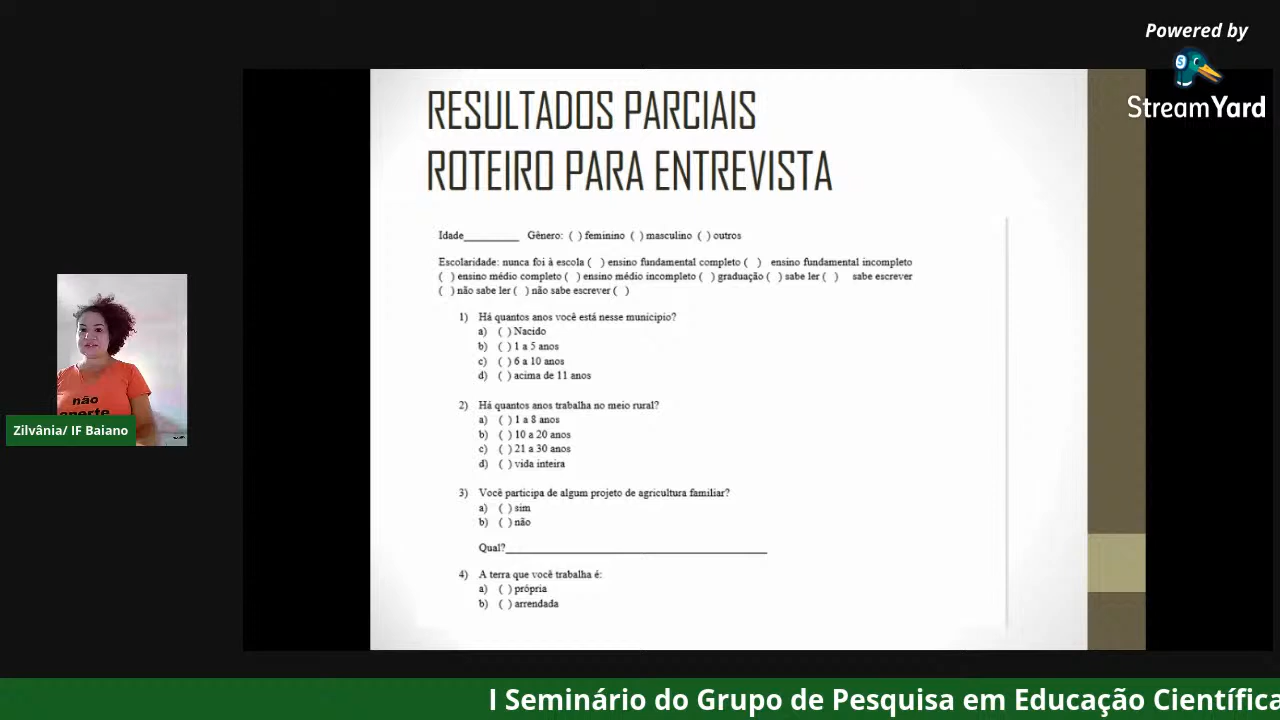 Powered by
StreamYard
RESULTADOS PARCIAIS
ROTEIRO PARA ENTREVISTA
Idade__________ Gênero: ( ) feminino ( ) masculino ( ) outros
Escolaridade: nunca foi à escola ( ) ensino fundamental completo ( ) ensino fundamental incompleto
( ) ensino médio completo ( ) ensino médio incompleto ( ) graduação ( ) sabe ler ( ) sabe escrever
( ) não sabe ler ( ) não sabe escrever ( )
1) Há quantos anos você está nesse municipio?
a) ( ) Nacido
b) ( ) 1 a 5 anos
c) ( ) 6 a 10 anos
d) ( ) acima de 11 anos
2) Há quantos anos trabalha no meio rural?
a) ( ) 1 a 8 anos
b) ( ) 10 a 20 anos
c) ( ) 21 a 30 anos
d) ( ) vida inteira
3) Você participa de algum projeto de agricultura familiar?
a) ( ) sim
b) ( ) não
Qual?_______________________________________________
4) A terra que você trabalha é:
a) ( ) própria
b) ( ) arrendada
não
Zilvânia/ IF Baiano
I Seminário do Grupo de Pesquisa em Educação Científica